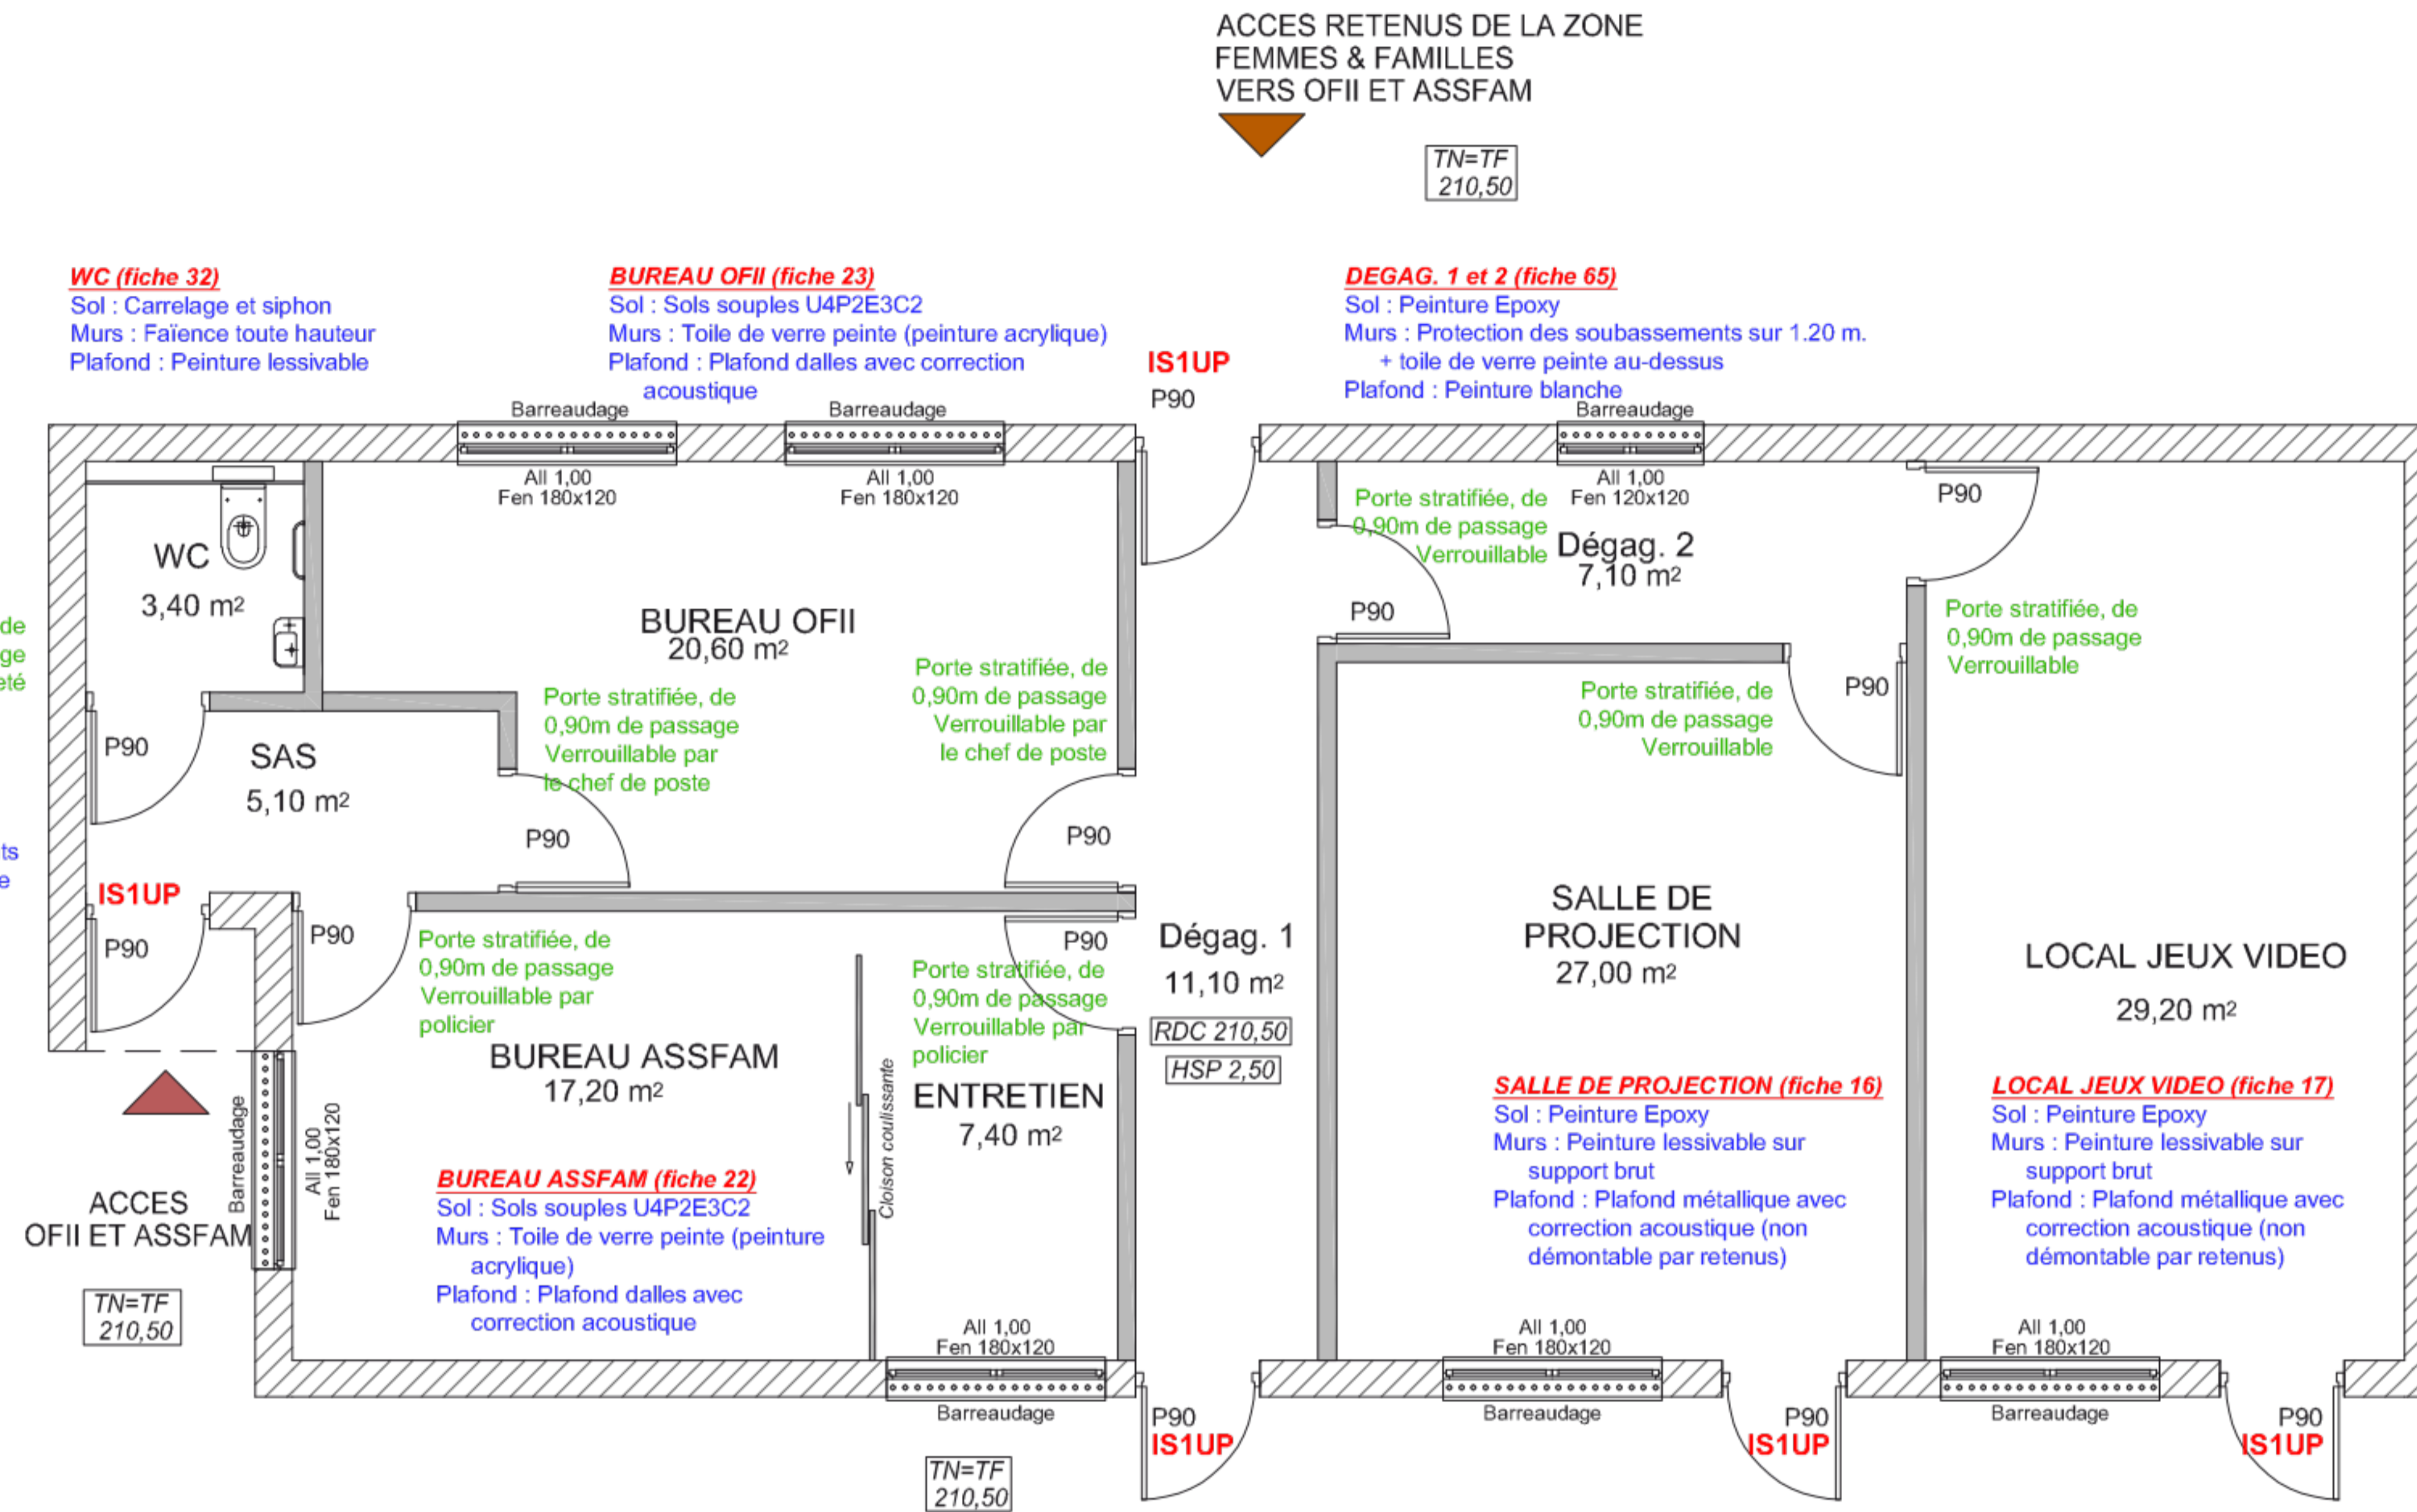 ACCES RETENUS DE LA ZONE
FEMMES & FAMILLES
VERS OFII ET ASSFAM
TN=TF
210,50
WC (fiche 32)
Sol : Carrelage et siphon
Murs : Faïence toute hauteur
Plafond : Peinture lessivable
BUREAU OFII (fiche 23)
Sol : Sols souples U4P2E3C2
Murs : Toile de verre peinte (peinture acrylique)
Plafond : Plafond dalles avec correction
acoustique
IS1UP
P90
DEGAG. 1 et 2 (fiche 65)
Sol : Peinture Epoxy
Murs : Protection des soubassements sur 1.20 m.
+ toile de verre peinte au-dessus
Plafond : Peinture blanche
Barreaudage
Barreaudage
Barreaudage
All 1,00
Fen 180x120
All 1,00
Fen 180x120
All 1,00
Fen 120x120
Porte stratifiée, de
0,90m de passage
Verrouillable
P90
Dégag. 2
7,10 m²
P90
WC
3,40 m²
BUREAU OFII
20,60 m²
Porte stratifiée, de
0,90m de passage
Verrouillable
de
ge
eté
Porte stratifiée, de
0,90m de passage
Verrouillable par
le chef de poste
Porte stratifiée, de
0,90m de passage
Verrouillable par
le chef de poste
Porte stratifiée, de
0,90m de passage
Verrouillable
P90
P90
SAS
5,10 m²
P90
P90
ts
e
IS1UP
P90
P90
Porte stratifiée, de
0,90m de passage
Verrouillable par
policier
P90
Porte stratifiée, de
0,90m de passage
Verrouillable par
policier
Dégag. 1
11,10 m²
RDC 210,50
HSP 2,50
SALLE DE
PROJECTION
27,00 m²
LOCAL JEUX VIDEO
29,20 m²
BUREAU ASSFAM
17,20 m²
Cloison coulissante
ENTRETIEN
7,40 m²
SALLE DE PROJECTION (fiche 16)
Sol : Peinture Epoxy
Murs : Peinture lessivable sur
support brut
Plafond : Plafond métallique avec
correction acoustique (non
démontable par retenus)
LOCAL JEUX VIDEO (fiche 17)
Sol : Peinture Epoxy
Murs : Peinture lessivable sur
support brut
Plafond : Plafond métallique avec
correction acoustique (non
démontable par retenus)
Barreaudage
All 1,00
Fen 180x120
BUREAU ASSFAM (fiche 22)
Sol : Sols souples U4P2E3C2
Murs : Toile de verre peinte (peinture
acrylique)
Plafond : Plafond dalles avec
correction acoustique
ACCES
OFII ET ASSFAM
TN=TF
210,50
All 1,00
Fen 180x120
All 1,00
Fen 180x120
All 1,00
Fen 180x120
Barreaudage
P90
IS1UP
Barreaudage
P90
IS1UP
Barreaudage
P90
IS1UP
TN=TF
210,50